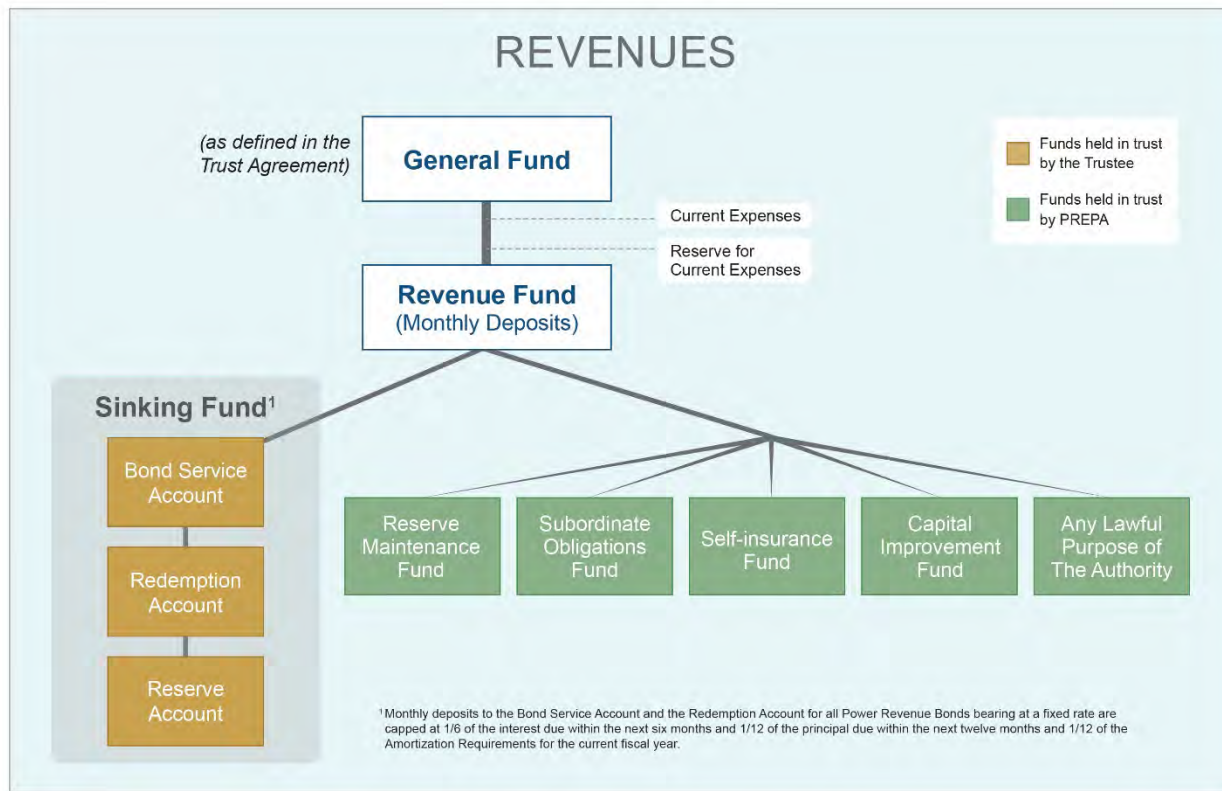 REVENUES
(as defined in the
Trust Agreement)
General Fund
Funds held in trust
by the Trustee
Funds held in trust
by PREPA
Current Expenses
Reserve for
Current Expenses
Revenue Fund
(Monthly Deposits)
Sinking Fund¹
Bond Service
Account
Redemption
Account
Reserve
Account
Reserve
Maintenance
Fund
Subordinate
Obligations
Fund
Self-insurance
Fund
Capital
Improvement
Fund
Any Lawful
Purpose of
The Authority
¹Monthly deposits to the Bond Service Account and the Redemption Account for all Power Revenue Bonds bearing at a fixed rate are
capped at 1/6 of the interest due within the next six months and 1/12 of the principal due within the next twelve months and 1/12 of the
Amortization Requirements for the current fiscal year.